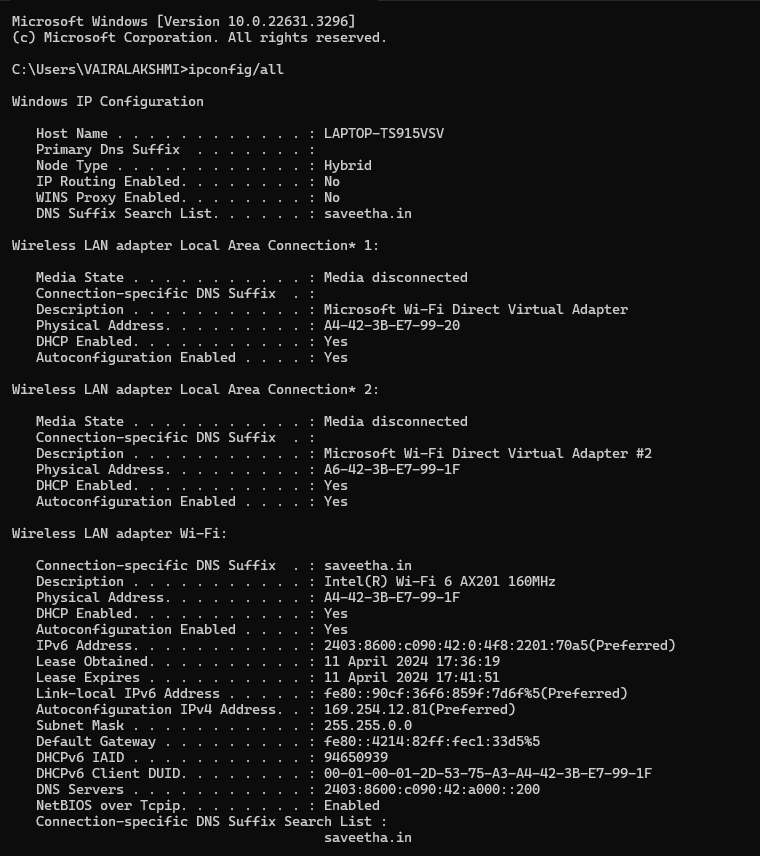 Microsoft Windows [Version 10.0.22631.3296]
(c) Microsoft Corporation. All rights reserved.

C:\Users\VAIRALAKSHMI>ipconfig/all

Windows IP Configuration

   Host Name . . . . . . . . . . . . : LAPTOP-TS915VSV
   Primary Dns Suffix  . . . . . . . :
   Node Type . . . . . . . . . . . . : Hybrid
   IP Routing Enabled. . . . . . . . : No
   WINS Proxy Enabled. . . . . . . . : No
   DNS Suffix Search List. . . . . . : saveetha.in

Wireless LAN adapter Local Area Connection* 1:

   Media State . . . . . . . . . . . : Media disconnected
   Connection-specific DNS Suffix  . :
   Description . . . . . . . . . . . : Microsoft Wi-Fi Direct Virtual Adapter
   Physical Address. . . . . . . . . : A4-42-3B-E7-99-20
   DHCP Enabled. . . . . . . . . . . : Yes
   Autoconfiguration Enabled . . . . : Yes

Wireless LAN adapter Local Area Connection* 2:

   Media State . . . . . . . . . . . : Media disconnected
   Connection-specific DNS Suffix  . :
   Description . . . . . . . . . . . : Microsoft Wi-Fi Direct Virtual Adapter #2
   Physical Address. . . . . . . . . : A6-42-3B-E7-99-1F
   DHCP Enabled. . . . . . . . . . . : Yes
   Autoconfiguration Enabled . . . . : Yes

Wireless LAN adapter Wi-Fi:

   Connection-specific DNS Suffix  . : saveetha.in
   Description . . . . . . . . . . . : Intel(R) Wi-Fi 6 AX201 160MHz
   Physical Address. . . . . . . . . : A4-42-3B-E7-99-1F
   DHCP Enabled. . . . . . . . . . . : Yes
   Autoconfiguration Enabled . . . . : Yes
   IPv6 Address. . . . . . . . . . . : 2403:8600:c090:42:0:4f8:2201:70a5(Preferred)
   Lease Obtained. . . . . . . . . . : 11 April 2024 17:36:19
   Lease Expires . . . . . . . . . . : 11 April 2024 17:41:51
   Link-local IPv6 Address . . . . . : fe80::90cf:36f6:859f:7d6f%5(Preferred)
   Autoconfiguration IPv4 Address. . : 169.254.12.81(Preferred)
   Subnet Mask . . . . . . . . . . . : 255.255.0.0
   Default Gateway . . . . . . . . . : fe80::4214:82ff:fec1:33d5%5
   DHCPv6 IAID . . . . . . . . . . . : 94650939
   DHCPv6 Client DUID. . . . . . . . : 00-01-00-01-2D-53-75-A3-A4-42-3B-E7-99-1F
   DNS Servers . . . . . . . . . . . : 2403:8600:c090:42:a000::200
   NetBIOS over Tcpip. . . . . . . . : Enabled
   Connection-specific DNS Suffix Search List :
                                       saveetha.in